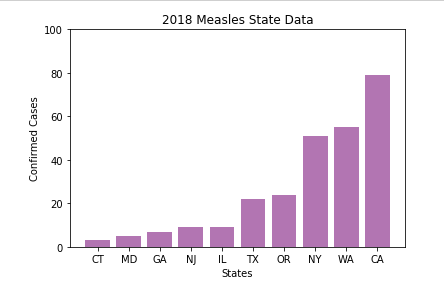 2018 Measles State Data
Confirmed Cases
100
80
60
40
20
0
CT MD GA NJ IL TX OR NY WA CA
States